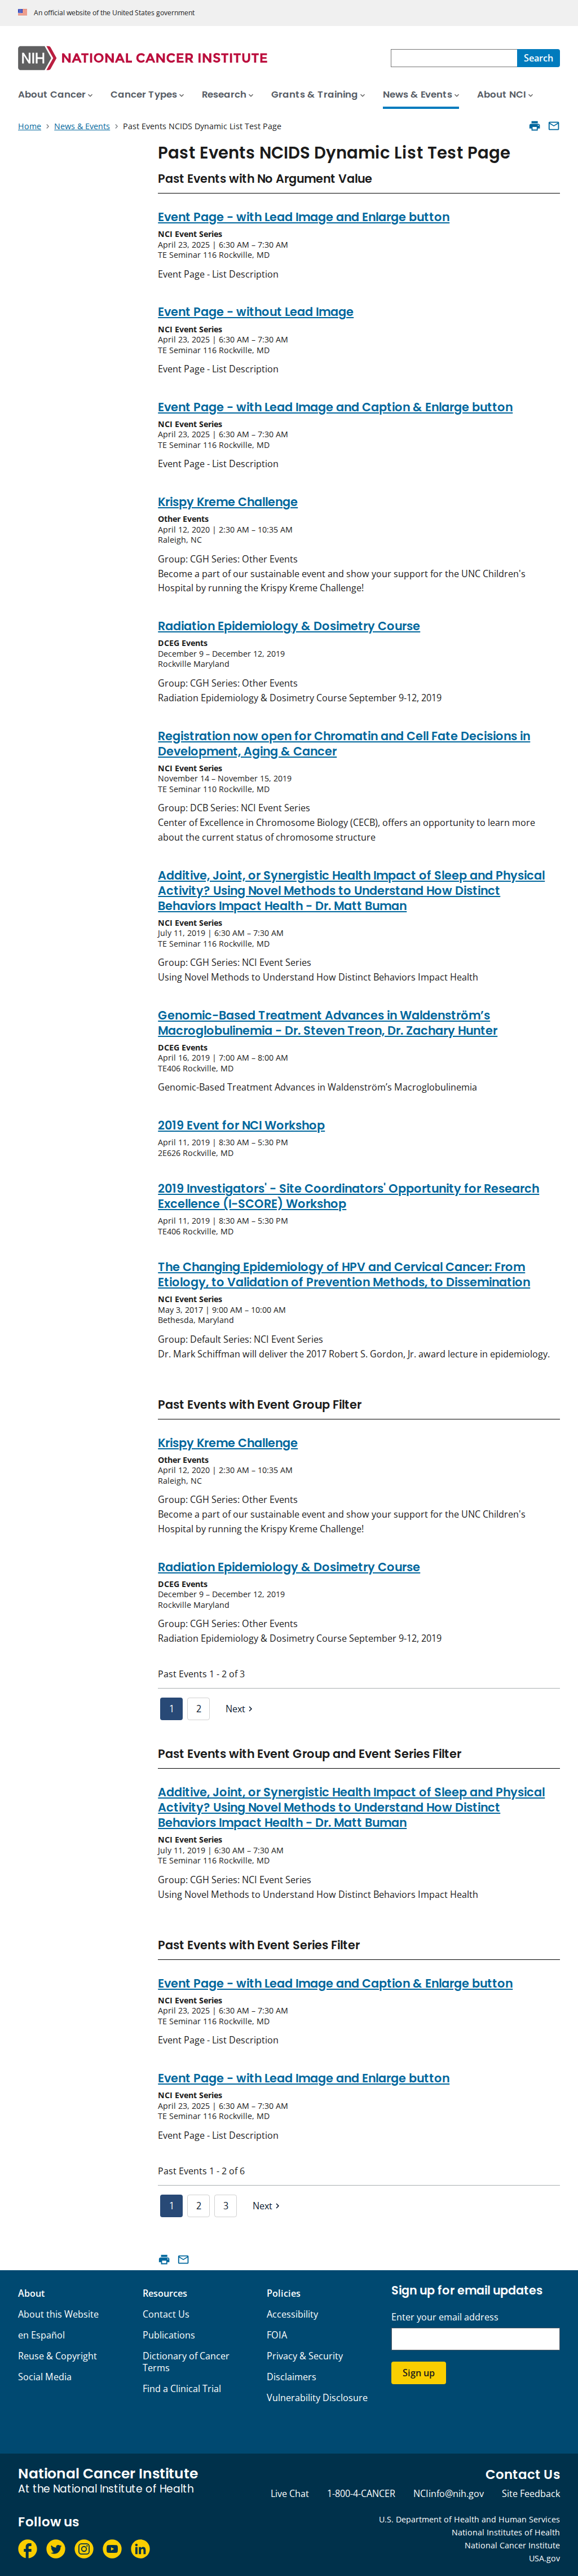 An official website of the United States government
NIH NATIONAL CANCER INSTITUTE
Search
About Cancer Cancer Types Research Grants & Training News & Events About NCI
Home News & Events Past Events NCIDS Dynamic List Test Page
Past Events NCIDS Dynamic List Test Page
Past Events with No Argument Value
Event Page - with Lead Image and Enlarge button
NCI Event Series
April 23, 2025 | 6:30 AM – 7:30 AM
TE Seminar 116 Rockville, MD
Event Page - List Description
Event Page - without Lead Image
NCI Event Series
April 23, 2025 | 6:30 AM – 7:30 AM
TE Seminar 116 Rockville, MD
Event Page - List Description
Event Page - with Lead Image and Caption & Enlarge button
NCI Event Series
April 23, 2025 | 6:30 AM – 7:30 AM
TE Seminar 116 Rockville, MD
Event Page - List Description
Krispy Kreme Challenge
Other Events
April 12, 2020 | 2:30 AM – 10:35 AM
Raleigh, NC
Group: CGH Series: Other Events
Become a part of our sustainable event and show your support for the UNC Children's
Hospital by running the Krispy Kreme Challenge!
Radiation Epidemiology & Dosimetry Course
DCEG Events
December 9 – December 12, 2019
Rockville Maryland
Group: CGH Series: Other Events
Radiation Epidemiology & Dosimetry Course September 9-12, 2019
Registration now open for Chromatin and Cell Fate Decisions in
Development, Aging & Cancer
NCI Event Series
November 14 – November 15, 2019
TE Seminar 110 Rockville, MD
Group: DCB Series: NCI Event Series
Center of Excellence in Chromosome Biology (CECB), offers an opportunity to learn more
about the current status of chromosome structure
Additive, Joint, or Synergistic Health Impact of Sleep and Physical
Activity? Using Novel Methods to Understand How Distinct
Behaviors Impact Health - Dr. Matt Buman
NCI Event Series
July 11, 2019 | 6:30 AM – 7:30 AM
TE Seminar 116 Rockville, MD
Group: CGH Series: NCI Event Series
Using Novel Methods to Understand How Distinct Behaviors Impact Health
Genomic-Based Treatment Advances in Waldenström’s
Macroglobulinemia - Dr. Steven Treon, Dr. Zachary Hunter
DCEG Events
April 16, 2019 | 7:00 AM – 8:00 AM
TE406 Rockville, MD
Genomic-Based Treatment Advances in Waldenström’s Macroglobulinemia
2019 Event for NCI Workshop
April 11, 2019 | 8:30 AM – 5:30 PM
2E626 Rockville, MD
2019 Investigators' - Site Coordinators' Opportunity for Research
Excellence (I-SCORE) Workshop
April 11, 2019 | 8:30 AM – 5:30 PM
TE406 Rockville, MD
The Changing Epidemiology of HPV and Cervical Cancer: From
Etiology, to Validation of Prevention Methods, to Dissemination
NCI Event Series
May 3, 2017 | 9:00 AM – 10:00 AM
Bethesda, Maryland
Group: Default Series: NCI Event Series
Dr. Mark Schiffman will deliver the 2017 Robert S. Gordon, Jr. award lecture in epidemiology.
Past Events with Event Group Filter
Krispy Kreme Challenge
Other Events
April 12, 2020 | 2:30 AM – 10:35 AM
Raleigh, NC
Group: CGH Series: Other Events
Become a part of our sustainable event and show your support for the UNC Children's
Hospital by running the Krispy Kreme Challenge!
Radiation Epidemiology & Dosimetry Course
DCEG Events
December 9 – December 12, 2019
Rockville Maryland
Group: CGH Series: Other Events
Radiation Epidemiology & Dosimetry Course September 9-12, 2019
Past Events 1 - 2 of 3
1 2 Next
Past Events with Event Group and Event Series Filter
Additive, Joint, or Synergistic Health Impact of Sleep and Physical
Activity? Using Novel Methods to Understand How Distinct
Behaviors Impact Health - Dr. Matt Buman
NCI Event Series
July 11, 2019 | 6:30 AM – 7:30 AM
TE Seminar 116 Rockville, MD
Group: CGH Series: NCI Event Series
Using Novel Methods to Understand How Distinct Behaviors Impact Health
Past Events with Event Series Filter
Event Page - with Lead Image and Caption & Enlarge button
NCI Event Series
April 23, 2025 | 6:30 AM – 7:30 AM
TE Seminar 116 Rockville, MD
Event Page - List Description
Event Page - with Lead Image and Enlarge button
NCI Event Series
April 23, 2025 | 6:30 AM – 7:30 AM
TE Seminar 116 Rockville, MD
Event Page - List Description
Past Events 1 - 2 of 6
1 2 3 Next
About
About this Website
en Español
Reuse & Copyright
Social Media
Resources
Contact Us
Publications
Dictionary of Cancer
Terms
Find a Clinical Trial
Policies
Accessibility
FOIA
Privacy & Security
Disclaimers
Vulnerability Disclosure
Sign up for email updates
Enter your email address
Sign up
National Cancer Institute
At the National Institutes of Health
Contact Us
Live Chat 1-800-4-CANCER NCIinfo@nih.gov Site Feedback
Follow us
U.S. Department of Health and Human Services
National Institutes of Health
National Cancer Institute
USA.gov